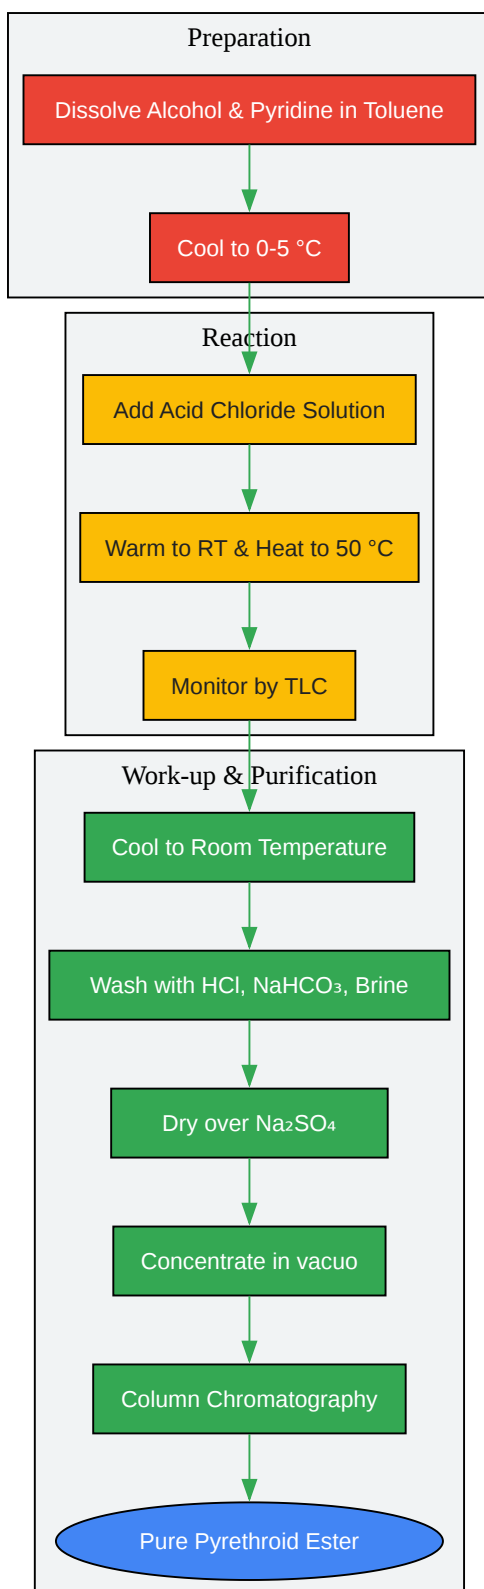 Preparation
Dissolve Alcohol & Pyridine in Toluene
Cool to 0-5 °C
Reaction
Add Acid Chloride Solution
Warm to RT & Heat to 50 °C
Monitor by TLC
Work-up & Purification
Cool to Room Temperature
Wash with HCl, NaHCO₃, Brine
Dry over Na₂SO₄
Concentrate in vacuo
Column Chromatography
Pure Pyrethroid Ester